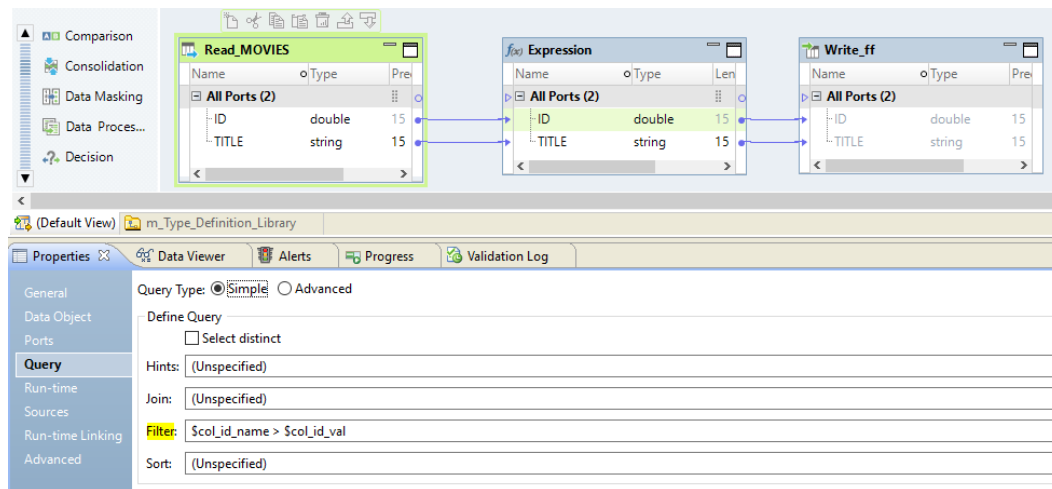 Comparison
Consolidation
Data Masking
Data Proces...
Decision
Read_MOVIES
Name Type Pre
All Ports (2)
ID double 15
TITLE string 15
f(x) Expression
Name Type Len
All Ports (2)
ID double 15
TITLE string 15
Write_ff
Name Type Pre
All Ports (2)
ID double 15
TITLE string 15
(Default View) m_Type_Definition_Library
Properties Data Viewer Alerts Progress Validation Log
General
Data Object
Ports
Query
Run-time
Sources
Run-time Linking
Advanced
Query Type: Simple Advanced
Define Query
Select distinct
Hints: (Unspecified)
Join: (Unspecified)
Filter: $col_id_name > $col_id_val
Sort: (Unspecified)